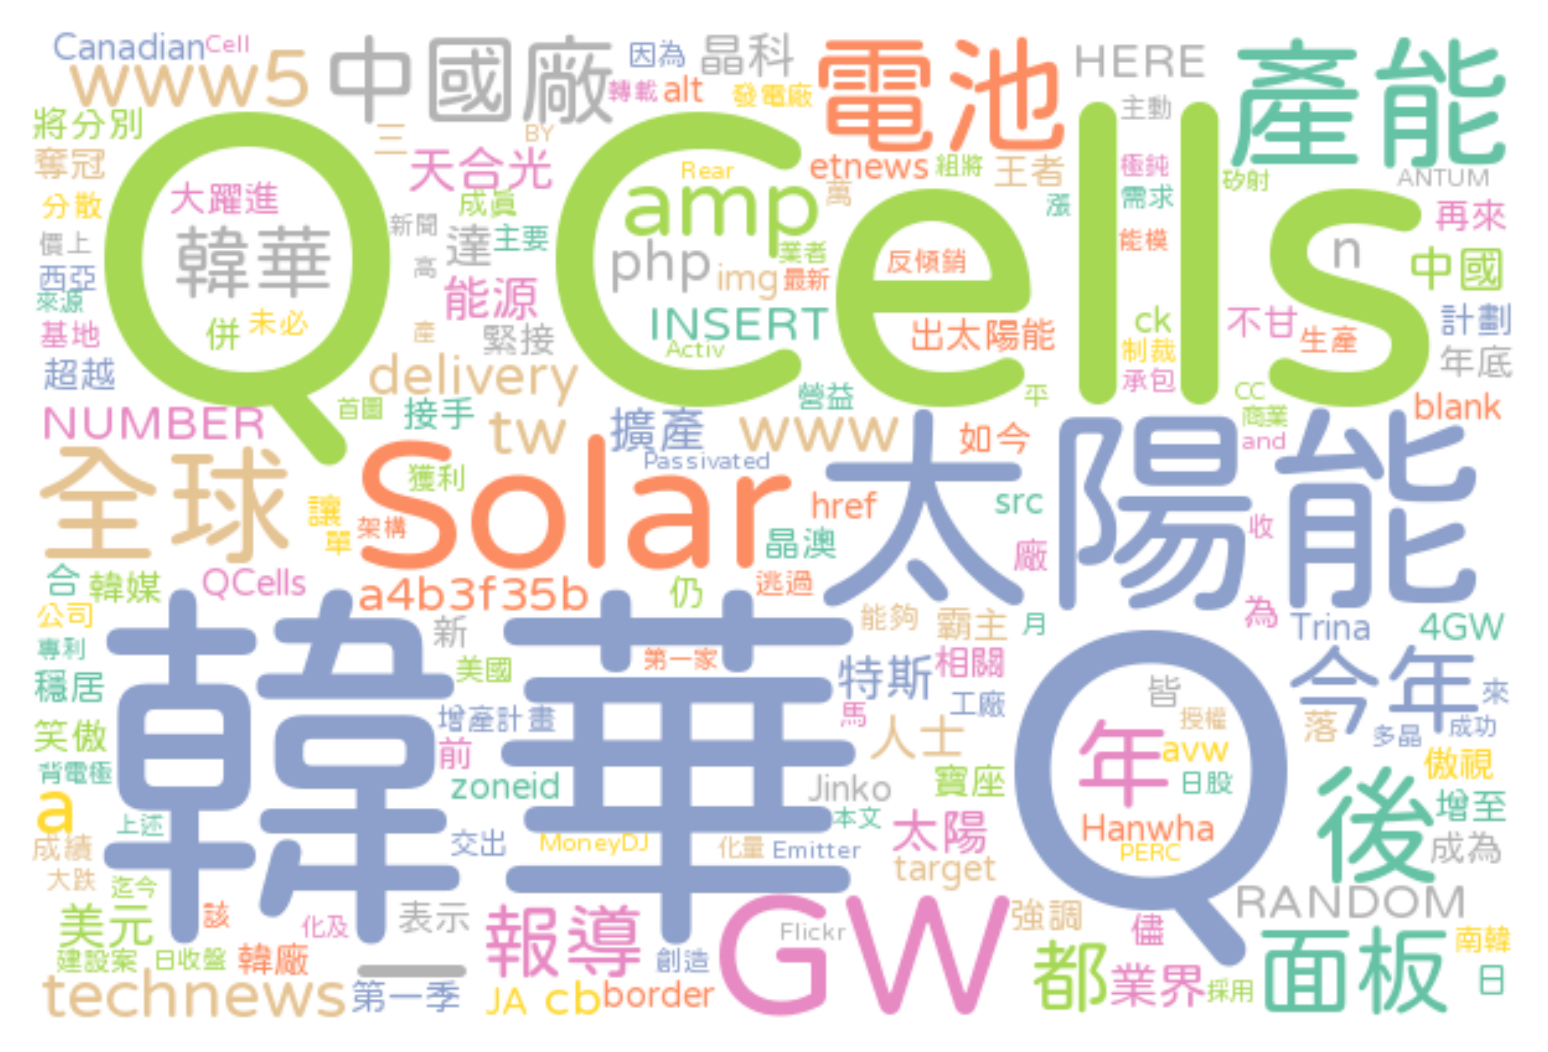 Canadian Cell 中國廠 因為 晶科 電池 HERE 產能
www5 轉載 alt 發電廠 主動
將分別 三 BY 天合光 Rear etnews 組將 王者 極鈍 矽射 ANTUM
奪冠 大躍進 成員 amp 萬 需求 再來
分散 新聞 主要 漲
Q Cells
價上 韓華 達 php 業者 反傾銷 能模 n 中國
西亞 高 能源 img 最新
來源 未必 INSERT 出太陽能 ck 不甘 計劃
基地 併 產 緊接 Activ 制裁 生產 年底
超越 delivery 營益 平 承包 CC
NUMBER 首圖 接手 tw 擴產 www 如今 商業 blank
全球 獲利 Solar Passivated 太陽能 and
讓 架構 href src 收
單 晶澳 廠
合 韓媒 QCells a4b3f35b 仍 逃過 為
公司 新 能夠 霸主 月 Trina 4GW
專利 韓華 美國 第一家 特斯 相關 Q 今年
穩居 皆 來
笑傲 增產計畫 馬 工廠 授權 落 多晶 成功
背電極 前 人士 年 avw 傲視
a zoneid Jinko 寶座 日股 後 增至
上述 本文 太陽 Hanwha
成績 交出 MoneyDJ 化量 Emitter PERC 成為
大跌 迄今 target
美元 該 化及 表示 報導 GW Flickr 強調 儘 RANDOM
建設案 日收盤 韓廠 一 創造 都 面板 南韓
technews 第一季 JA cb border 業界 採用 日